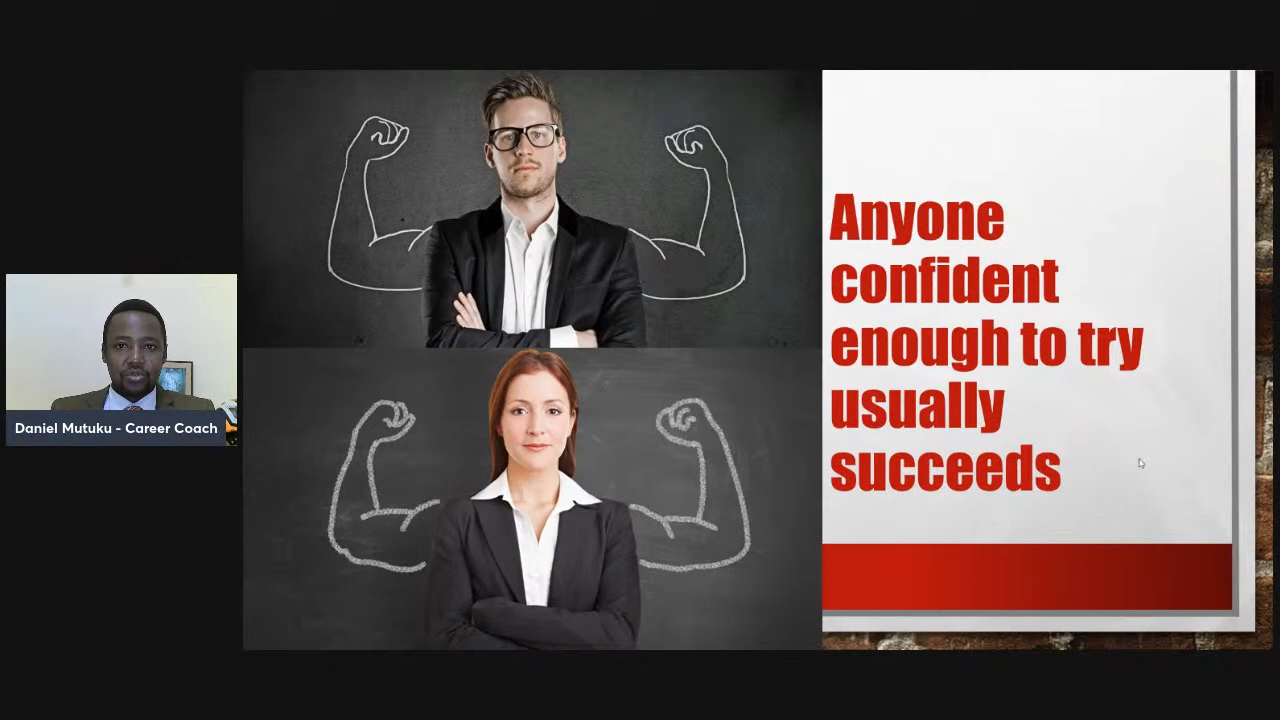 Daniel Mutuku - Career Coach
Anyone
confident
enough to try
usually
succeeds